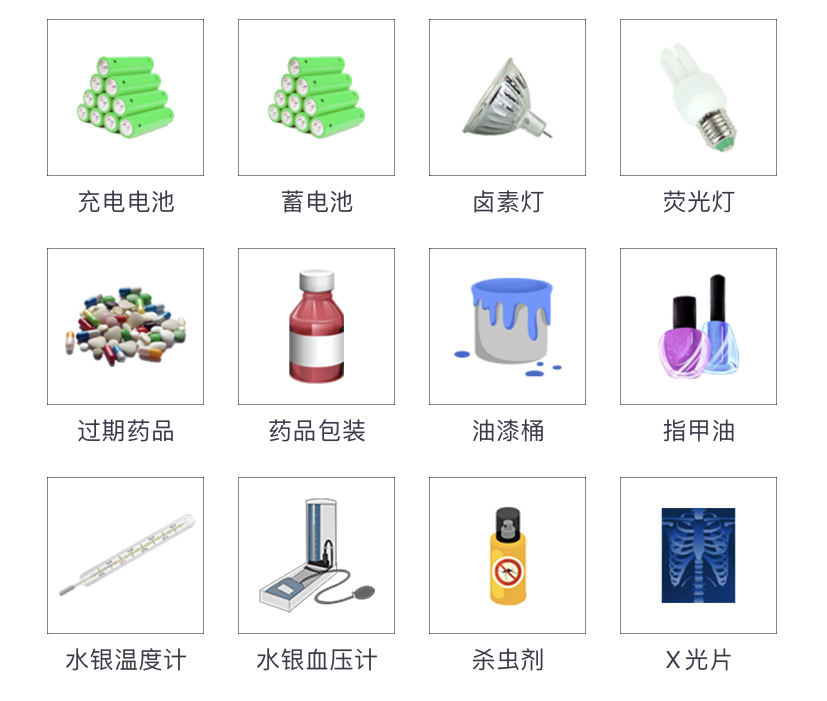 充电电池
蓄电池
卤素灯
荧光灯
过期药品
药品包装
油漆桶
指甲油
水银温度计
水银血压计
杀虫剂
X光片